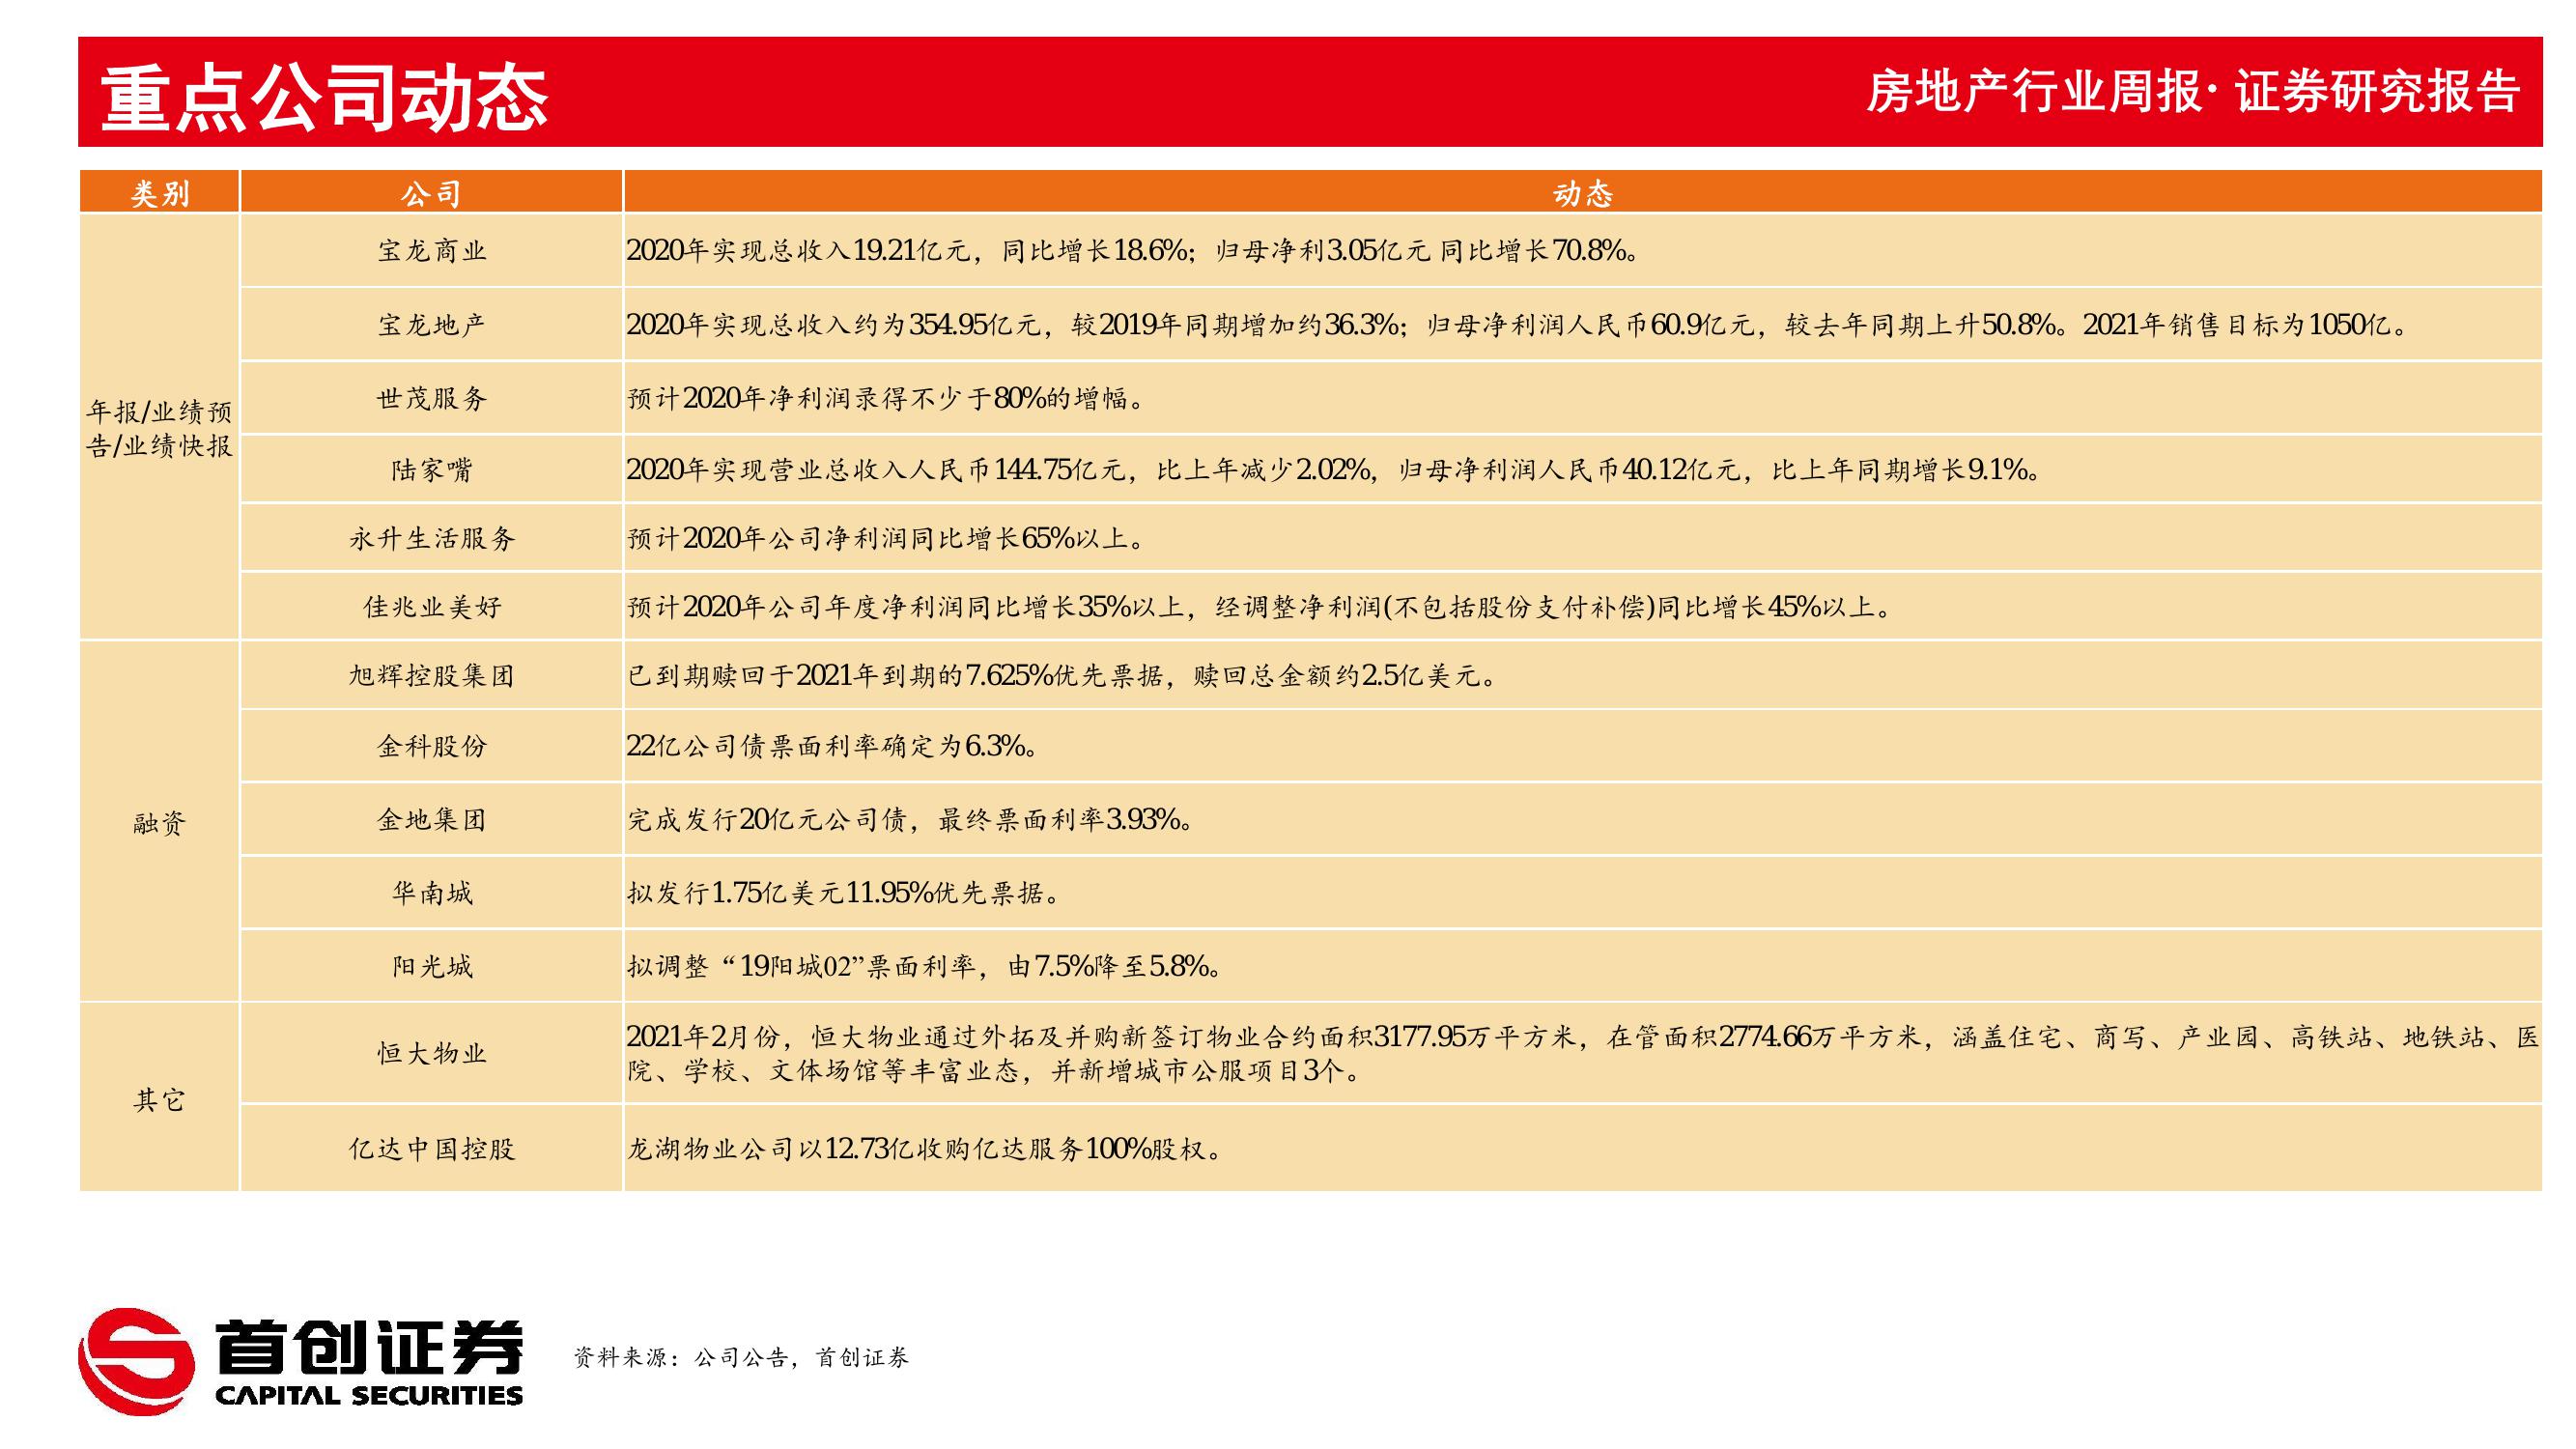 重点公司动态
房地产行业周报· 证券研究报告
类别 公司 动态
年报/业绩预
告/业绩快报
宝龙商业 2020年实现总收入19.21亿元，同比增长18.6%；归母净利3.05亿元 同比增长70.8%。
宝龙地产 2020年实现总收入约为354.95亿元，较2019年同期增加约36.3%；归母净利润人民币60.9亿元，较去年同期上升50.8%。2021年销售目标为1050亿。
世茂服务 预计2020年净利润录得不少于80%的增幅。
陆家嘴 2020年实现营业总收入人民币144.75亿元，比上年减少2.02%，归母净利润人民币40.12亿元，比上年同期增长9.1%。
永升生活服务 预计2020年公司净利润同比增长65%以上。
佳兆业美好 预计2020年公司年度净利润同比增长35%以上，经调整净利润(不包括股份支付补偿)同比增长45%以上。
融资
旭辉控股集团 已到期赎回于2021年到期的7.625%优先票据，赎回总金额约2.5亿美元。
金科股份 22亿公司债票面利率确定为6.3%。
金地集团 完成发行20亿元公司债，最终票面利率3.93%。
华南城 拟发行1.75亿美元11.95%优先票据。
阳光城 拟调整“19阳城02”票面利率，由7.5%降至5.8%。
其它
恒大物业 2021年2月份，恒大物业通过外拓及并购新签订物业合约面积3177.95万平方米，在管面积2774.66万平方米，涵盖住宅、商写、产业园、高铁站、地铁站、医
院、学校、文体场馆等丰富业态，并新增城市公服项目3个。
亿达中国控股 龙湖物业公司以12.73亿收购亿达服务100%股权。
首创证券
CAPITAL SECURITIES
资料来源：公司公告，首创证券